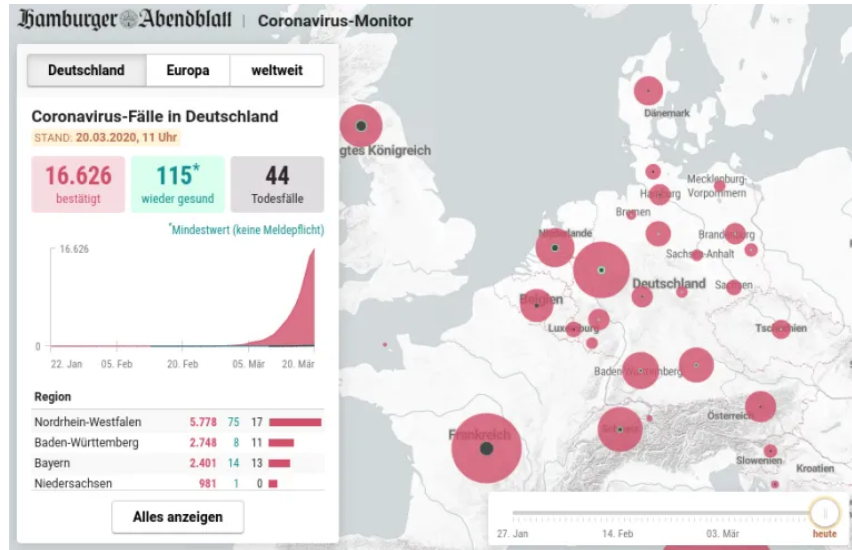 Hamburger Abendblatt | Coronavirus-Monitor
Deutschland Europa weltweit
Coronavirus-Fälle in Deutschland
STAND: 20.03.2020, 11 Uhr
16.626 115* 44
bestätigt wieder gesund Todesfälle
*Mindestwert (keine Meldepflicht)
16.626
0
22. Jan 05. Feb 20. Feb 05. Mär 20. Mär
Region
Nordrhein-Westfalen 5.778 75 17
Baden-Württemberg 2.748 8 11
Bayern 2.401 14 13
Niedersachsen 981 1 0
Alles anzeigen
Dänemark
gtes Königreich
Mecklenburg-
Vorpommern
Hamburg
Bremen
Niederlande
Brandenburg
Sachsen-Anhalt
Deutschland
Sachsen
Belgien
Luxemburg
Tschechien
Baden-Württemberg
Österreich
Schweiz
Frankreich
Slowenien
Kroatien
27. Jan 14. Feb 03. Mär heute